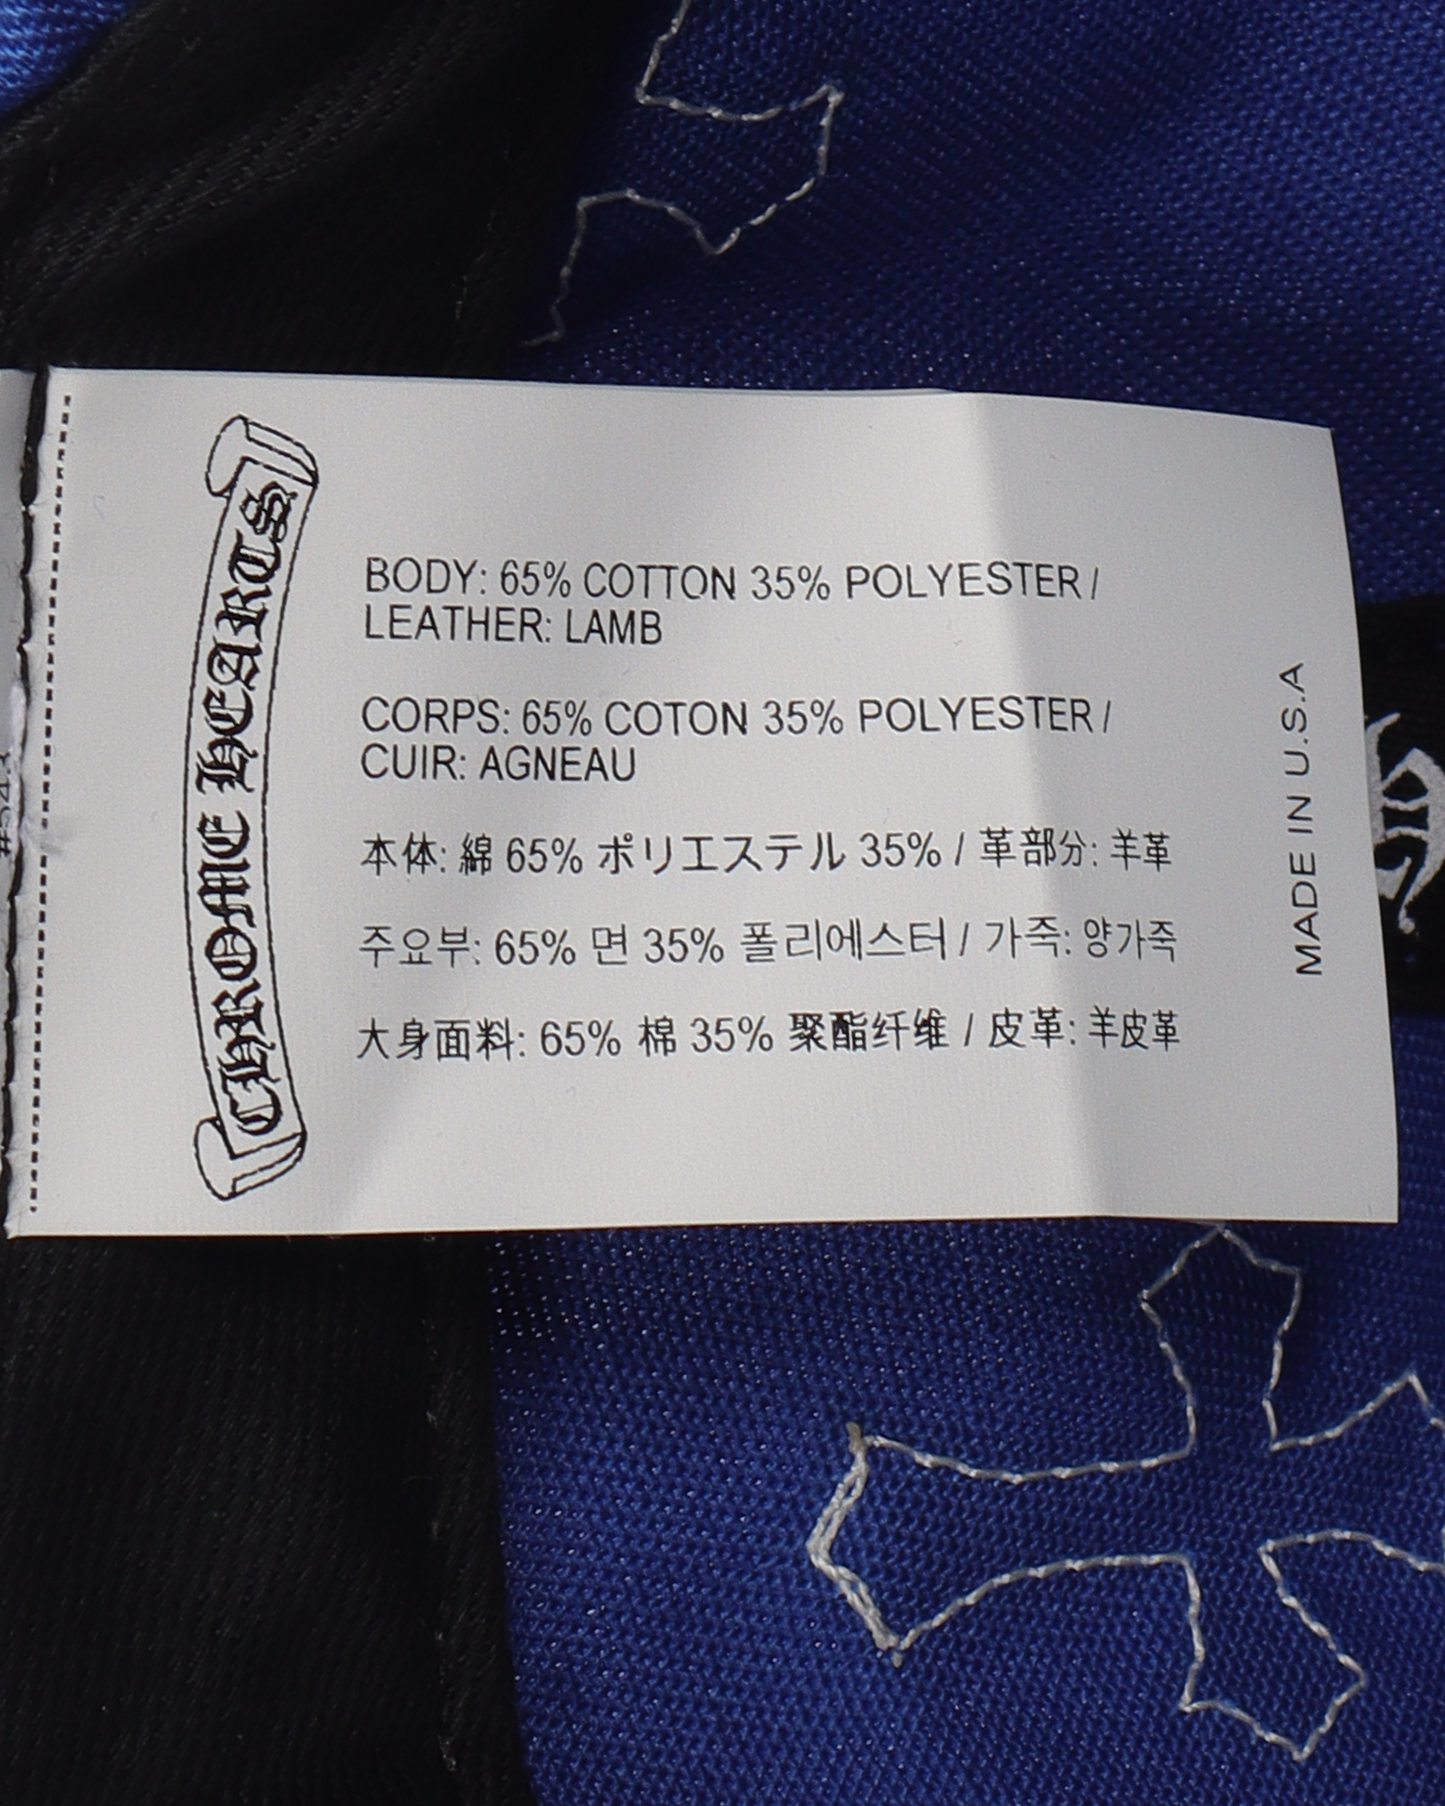 CHROME HEARTS
BODY: 65% COTTON 35% POLYESTER /
LEATHER: LAMB
CORPS: 65% COTON 35% POLYESTER /
CUIR: AGNEAU
本体: 綿 65% ポリエステル 35% / 革部分: 羊革
주요부: 65% 면 35% 폴리에스터 / 가죽: 양가죽
大身面料: 65% 棉 35% 聚酯纤维 / 皮革: 羊皮革
MADE IN U.S.A